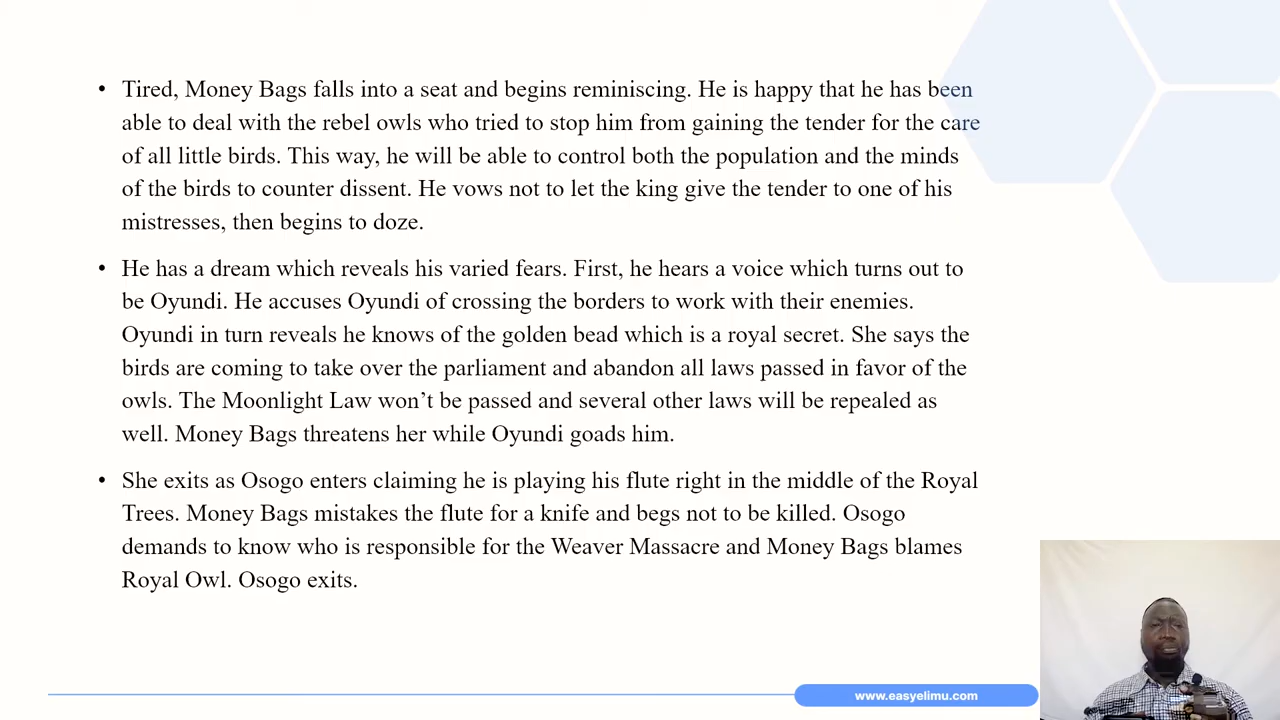 • Tired, Money Bags falls into a seat and begins reminiscing. He is happy that he has been
able to deal with the rebel owls who tried to stop him from gaining the tender for the care
of all little birds. This way, he will be able to control both the population and the minds
of the birds to counter dissent. He vows not to let the king give the tender to one of his
mistresses, then begins to doze.
• He has a dream which reveals his varied fears. First, he hears a voice which turns out to
be Oyundi. He accuses Oyundi of crossing the borders to work with their enemies.
Oyundi in turn reveals he knows of the golden bead which is a royal secret. She says the
birds are coming to take over the parliament and abandon all laws passed in favor of the
owls. The Moonlight Law won’t be passed and several other laws will be repealed as
well. Money Bags threatens her while Oyundi goads him.
• She exits as Osogo enters claiming he is playing his flute right in the middle of the Royal
Trees. Money Bags mistakes the flute for a knife and begs not to be killed. Osogo
demands to know who is responsible for the Weaver Massacre and Money Bags blames
Royal Owl. Osogo exits.
www.easyelimu.com